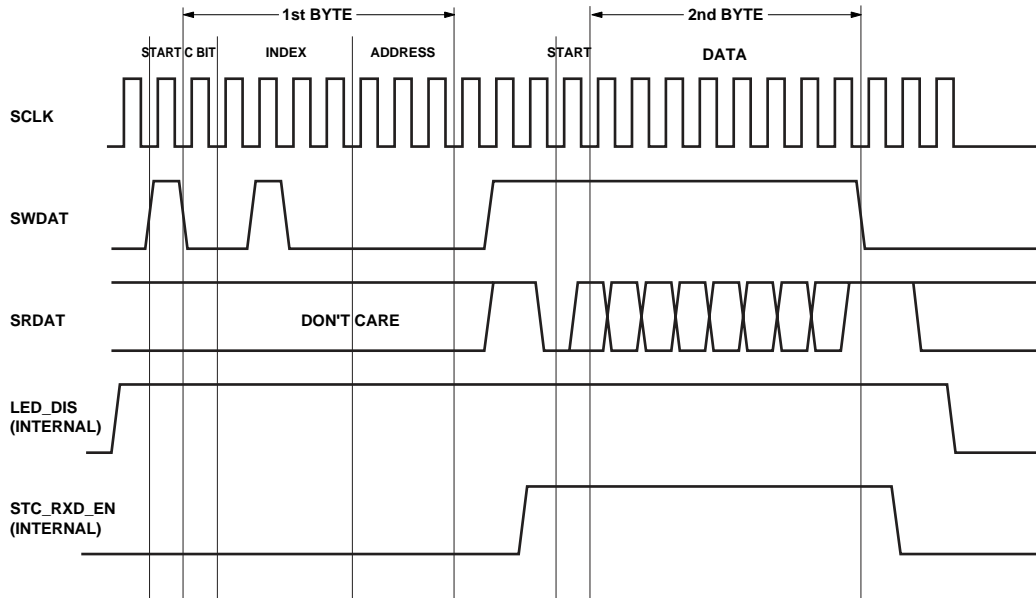 1st BYTE 2nd BYTE
START C BIT INDEX ADDRESS START DATA
SCLK
SWDAT
SRDAT DON'T CARE
LED_DIS
(INTERNAL)
STC_RXD_EN
(INTERNAL)